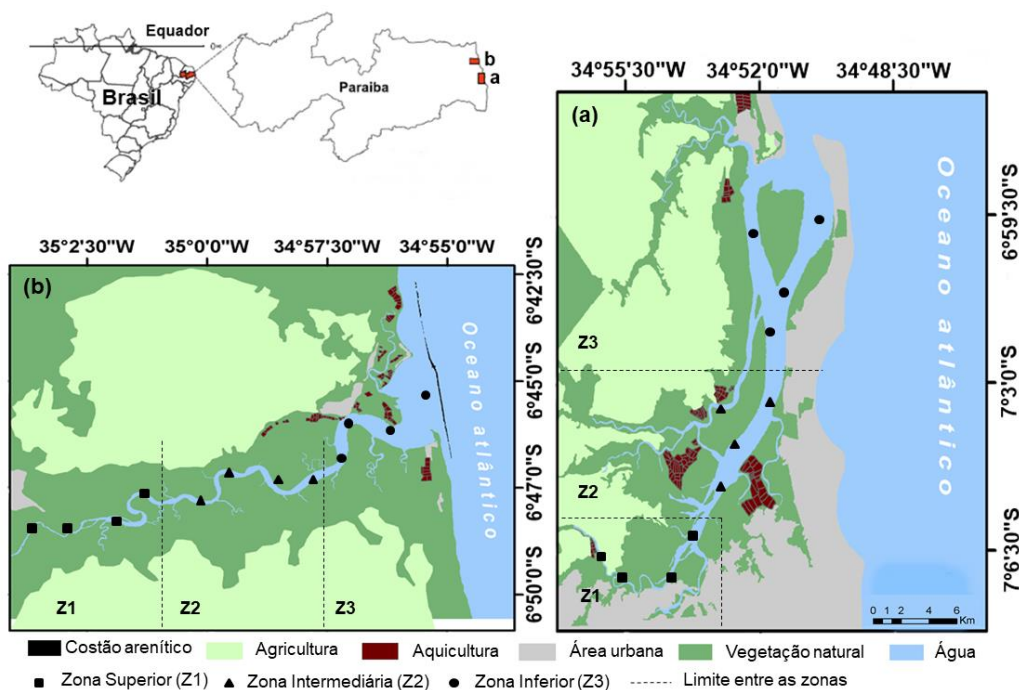 Equador
0º
Brasil
Paraiba
b
a
34°55'30"W 34°52'0"W 34°48'30"W
(a)
Oceano atlântico
6°59'30"S
7°3'0"S
7°6'30"S
Z3
Z2
Z1
0 1 2 4 6
Km
35°2'30"W 35°0'0"W 34°57'30"W 34°55'0"W
(b)
Oceano atlântico
6°42'30"S
6°45'0"S
6°47'0"S
6°50'0"S
Z1 Z2 Z3
Costão arenítico Agricultura Aquicultura Área urbana Vegetação natural Água
Zona Superior (Z1) Zona Intermediária (Z2) Zona Inferior (Z3) Limite entre as zonas